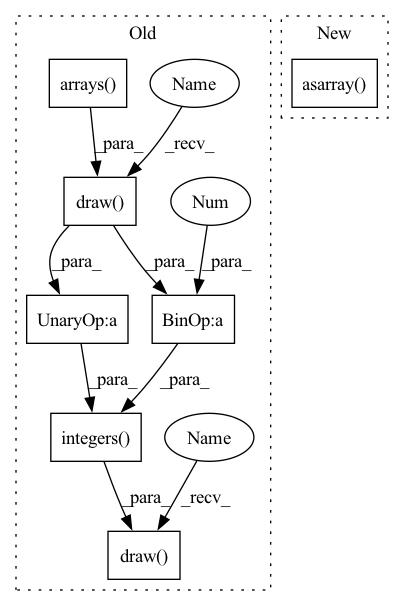 Old
New
arrays()
Name
asarray()
_para_
_recv_
draw()
Num
_para_
_para_
_para_
UnaryOp:a
BinOp:a
_para_
_para_
integers()
Name
_para_
_recv_
draw()